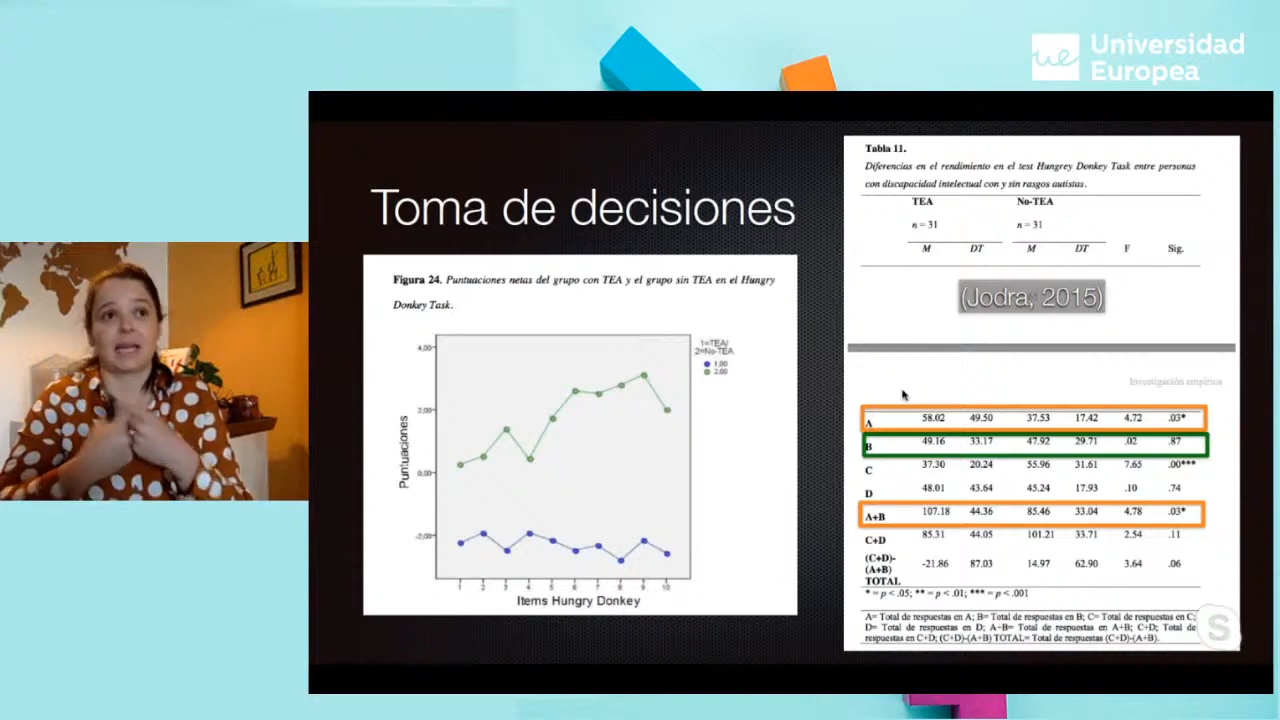 Universidad
Europea
Toma de decisiones
Figura 24. Puntuaciones netas del grupo con TEA y el grupo sin TEA en el Hungry
Donkey Task.
1=TEA/
2=No-TEA
1,00
2,00
4,00
2,00
0,00
-2,00
Puntuaciones
1 2 3 4 5 6 7 8 9 10
Items Hungry Donkey
Tabla 11.
Diferencias en el rendimiento en el test Hungrey Donkey Task entre personas
con discapacidad intelectual con y sin rasgos autistas.
TEA No-TEA
n = 31 n = 31
M DT M DT F Sig.
(Jodra, 2015)
Investigación empírica
A 58.02 49.50 37.53 17.42 4.72 .03*
B 49.16 33.17 47.92 29.71 .02 .87
C 37.30 20.24 55.96 31.61 7.65 .00***
D 48.01 43.64 45.24 17.93 .10 .74
A+B 107.18 44.36 85.46 33.04 4.78 .03*
C+D 85.31 44.05 101.21 33.71 2.54 .11
(C+D)-
(A+B) -21.86 87.03 14.97 62.90 3.64 .06
TOTAL
* = p < .05; ** = p < .01; *** = p < .001
A= Total de respuestas en A; B= Total de respuestas en B; C= Total de respuestas en C;
D= Total de respuestas en D; A+B= Total de respuestas en A+B; C+D; Total de
respuestas en C+D; (C+D)-(A+B) TOTAL= Total de respuestas (C+D)-(A+B).
S